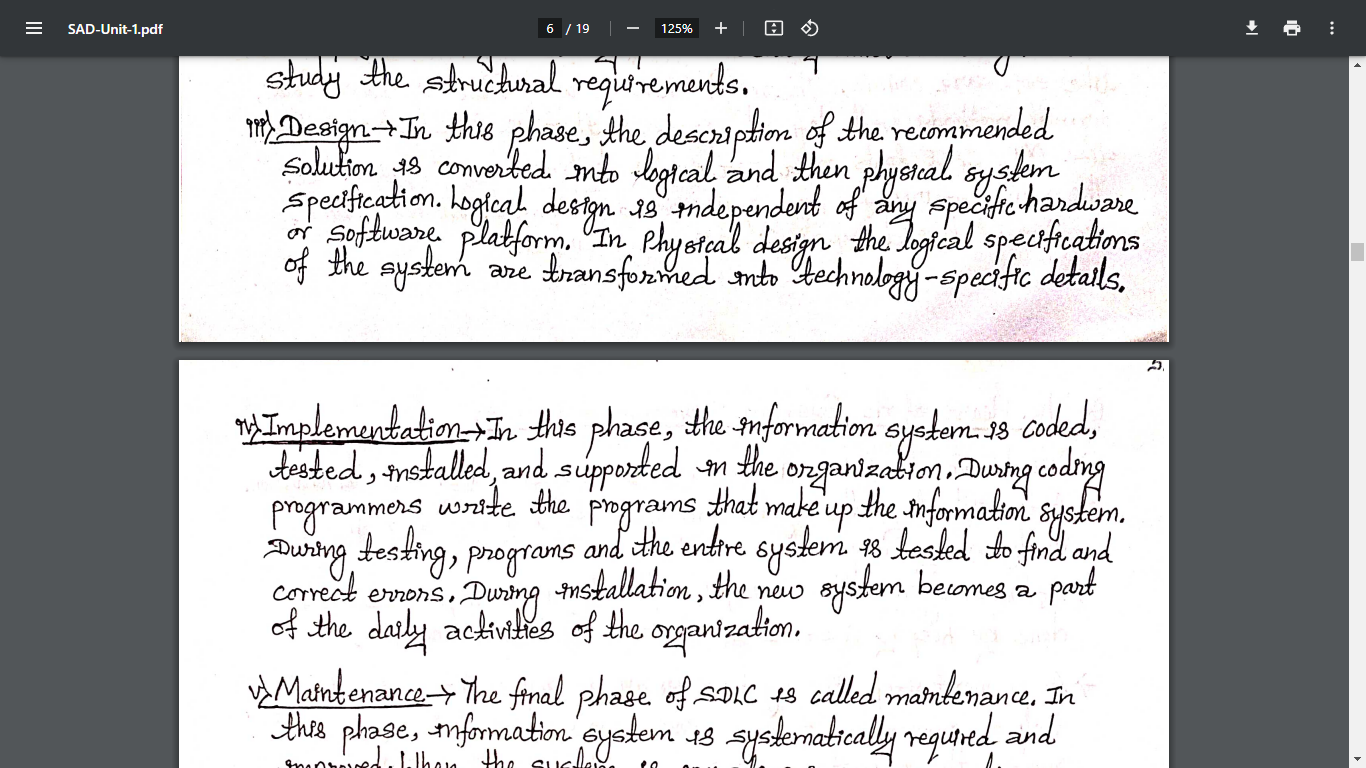 SAD-Unit-1.pdf
6 / 19
125%
study the structural requirements.
iii) Design → In this phase, the description of the recommended
solution is converted into logical and then physical system
specification. Logical design is independent of any specific hardware
or software platform. In Physical design the logical specifications
of the system are transformed into technology-specific details.
5.
iv) Implementation → In this phase, the information system is coded,
tested, installed, and supported in the organization. During coding
programmers write the programs that make up the information system.
During testing, programs and the entire system is tested to find and
correct errors. During installation, the new system becomes a part
of the daily activities of the organization.
v) Maintenance → The final phase of SDLC is called maintenance. In
this phase, information system is systematically required and
improved. When the system is